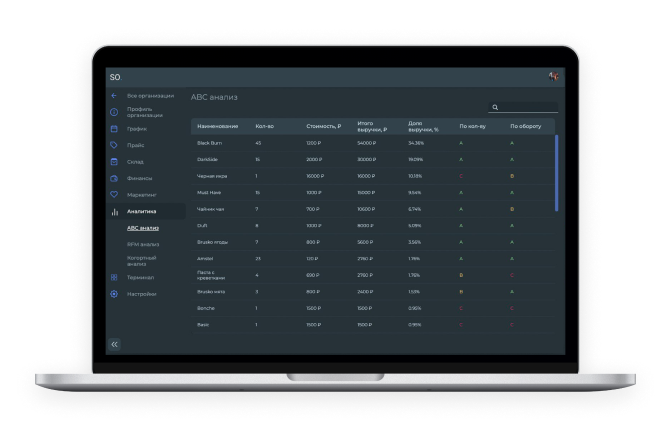 SO
Все организации
Профиль
организации
График
Прайс
Склад
Финансы
Маркетинг
Аналитика
ABC анализ
RFM анализ
Когортный
анализ
Терминал
Настройки
ABC анализ
Наименование Кол-во Стоимость, ₽ Итого выручки, ₽ Доля выручки, % По кол-ву По обороту
Black Burn 45 1200 ₽ 54000 ₽ 34.36% A A
DarkSide 15 2000 ₽ 30000 ₽ 19.09% A A
Черная икра 1 16000 ₽ 16000 ₽ 10.18% C B
Must Have 15 1000 ₽ 15000 ₽ 9.54% A A
Чайник чаи 7 700 ₽ 10600 ₽ 6.74% A B
Duft 8 1000 ₽ 8000 ₽ 5.09% A A
Brusko ягоды 7 800 ₽ 5600 ₽ 3.56% A A
Amstel 23 120 ₽ 2760 ₽ 1.76% A A
Паста с креветками 4 690 ₽ 2760 ₽ 1.76% B C
Brusko мята 3 800 ₽ 2400 ₽ 1.53% B A
Bonche 1 1500 ₽ 1500 ₽ 0.95% C C
Basic 1 1500 ₽ 1500 ₽ 0.95% C C